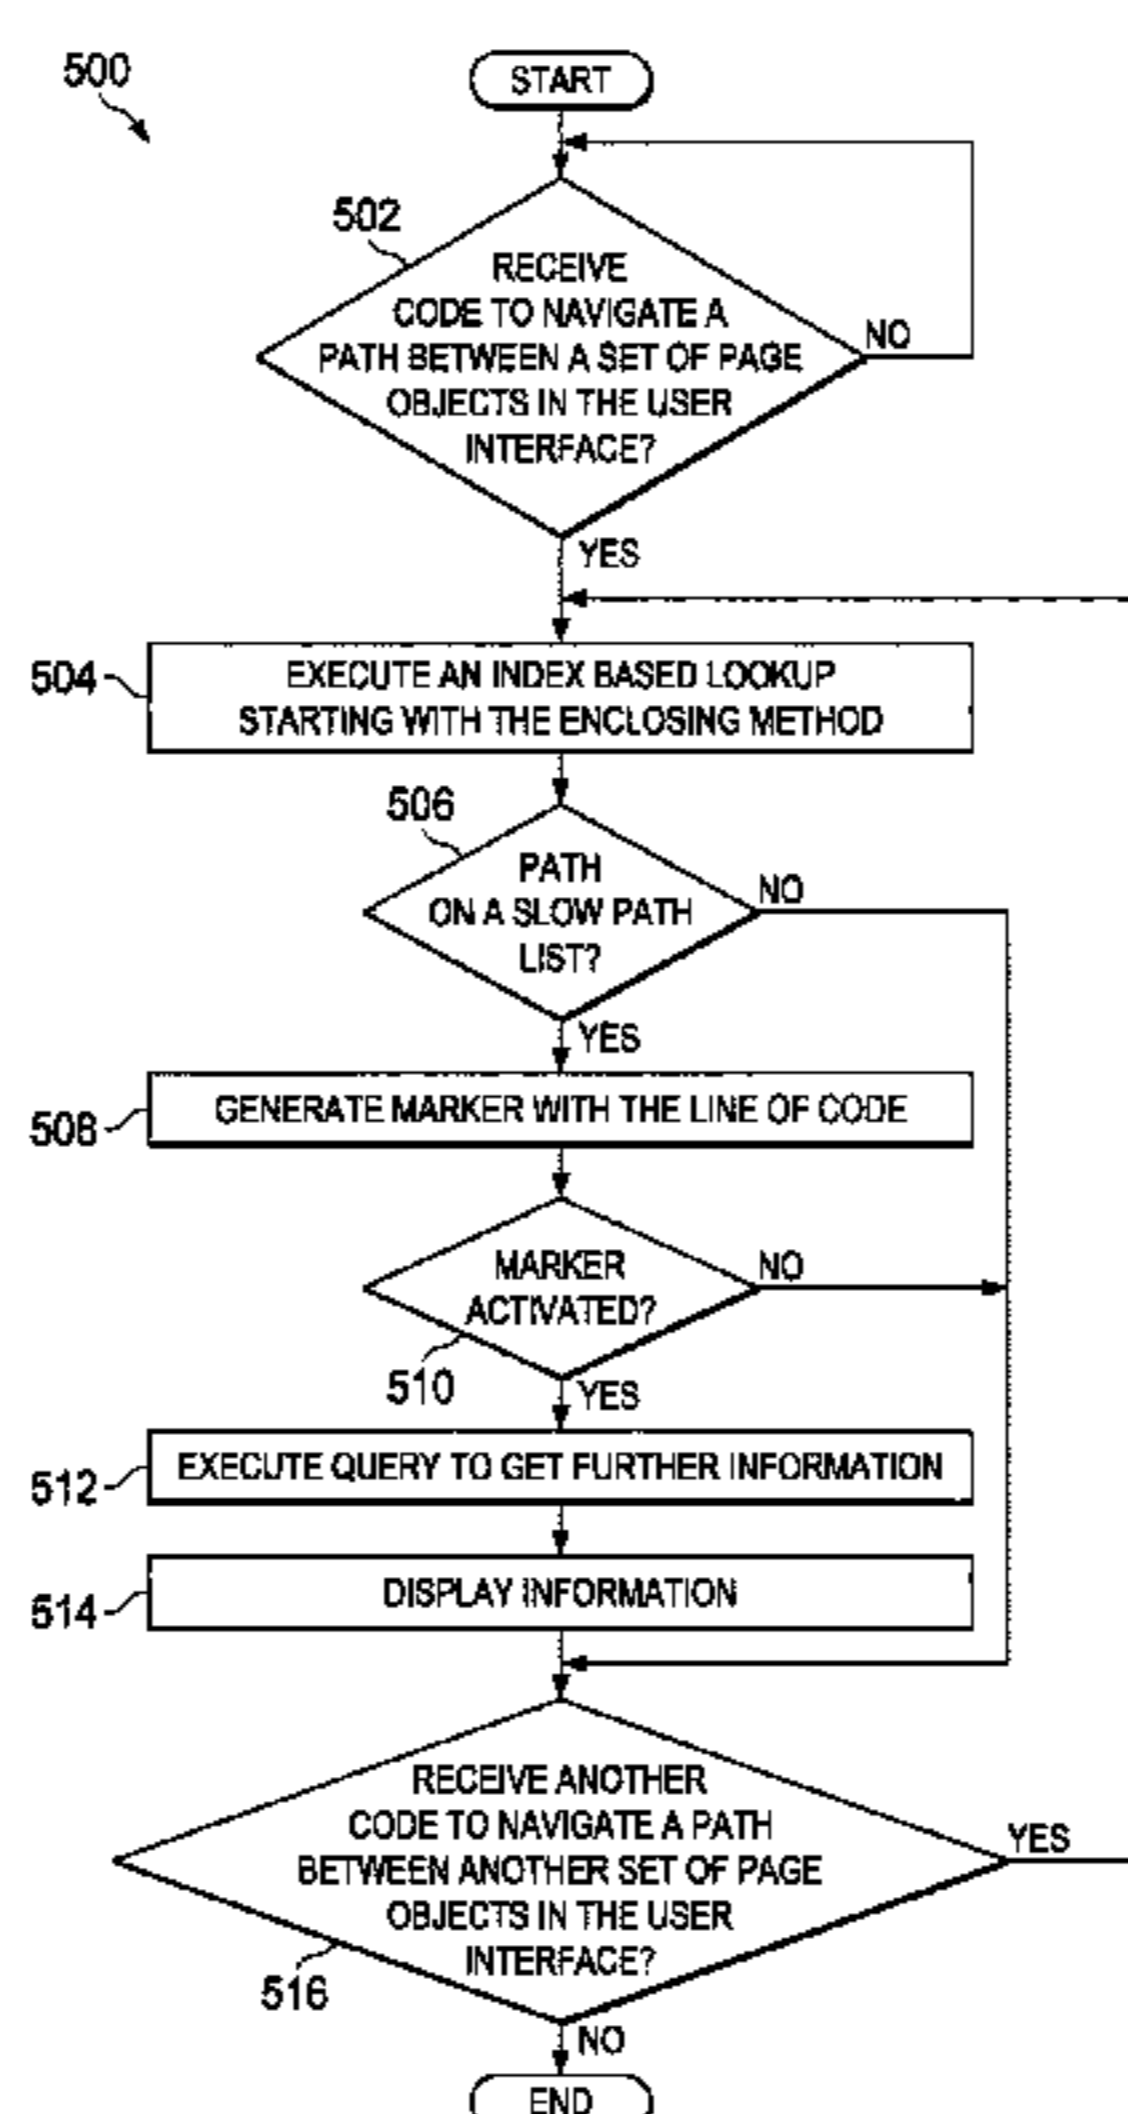 500
START
502
RECEIVE
CODE TO NAVIGATE A
PATH BETWEEN A SET OF PAGE
OBJECTS IN THE USER
INTERFACE?
NO
YES
504
EXECUTE AN INDEX BASED LOOKUP
STARTING WITH THE ENCLOSING METHOD
506
PATH
ON A SLOW PATH
LIST?
NO
YES
508
GENERATE MARKER WITH THE LINE OF CODE
MARKER
ACTIVATED?
NO
510
YES
512
EXECUTE QUERY TO GET FURTHER INFORMATION
514
DISPLAY INFORMATION
RECEIVE ANOTHER
CODE TO NAVIGATE A PATH
BETWEEN ANOTHER SET OF PAGE
OBJECTS IN THE USER
INTERFACE?
YES
516
NO
END